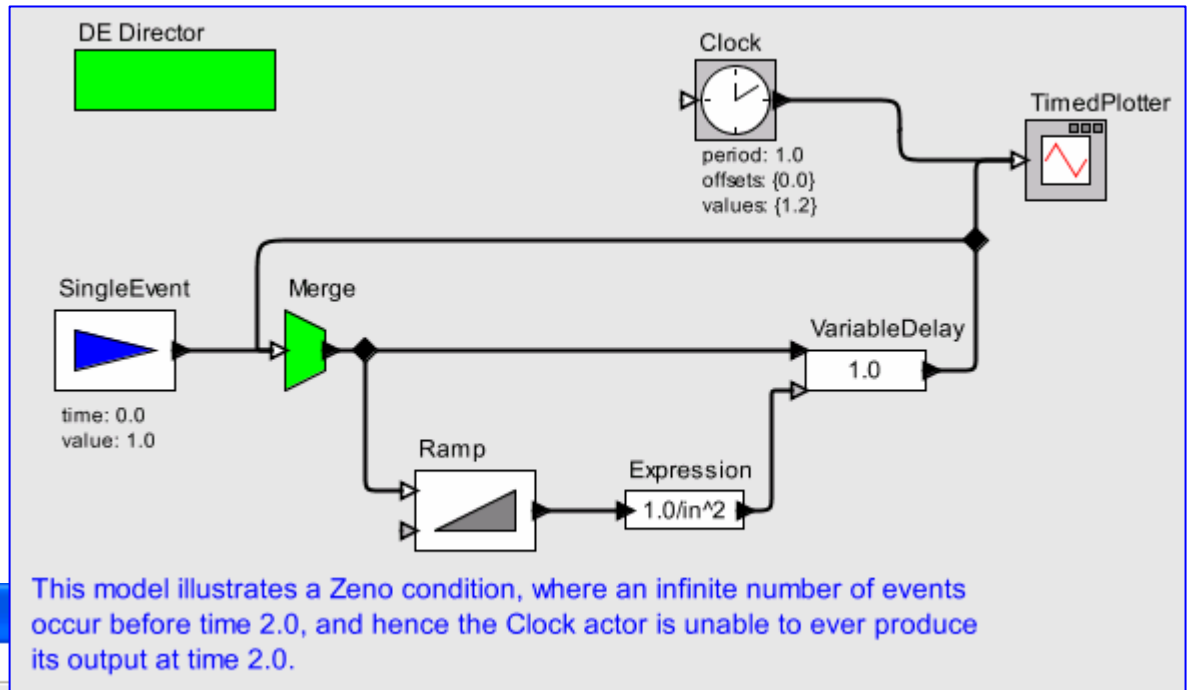 DE Director
Clock
TimedPlotter
period: 1.0
offsets: {0.0}
values: {1.2}
SingleEvent
Merge
VariableDelay
1.0
time: 0.0
value: 1.0
Ramp
Expression
1.0/in^2
This model illustrates a Zeno condition, where an infinite number of events
occur before time 2.0, and hence the Clock actor is unable to ever produce
its output at time 2.0.